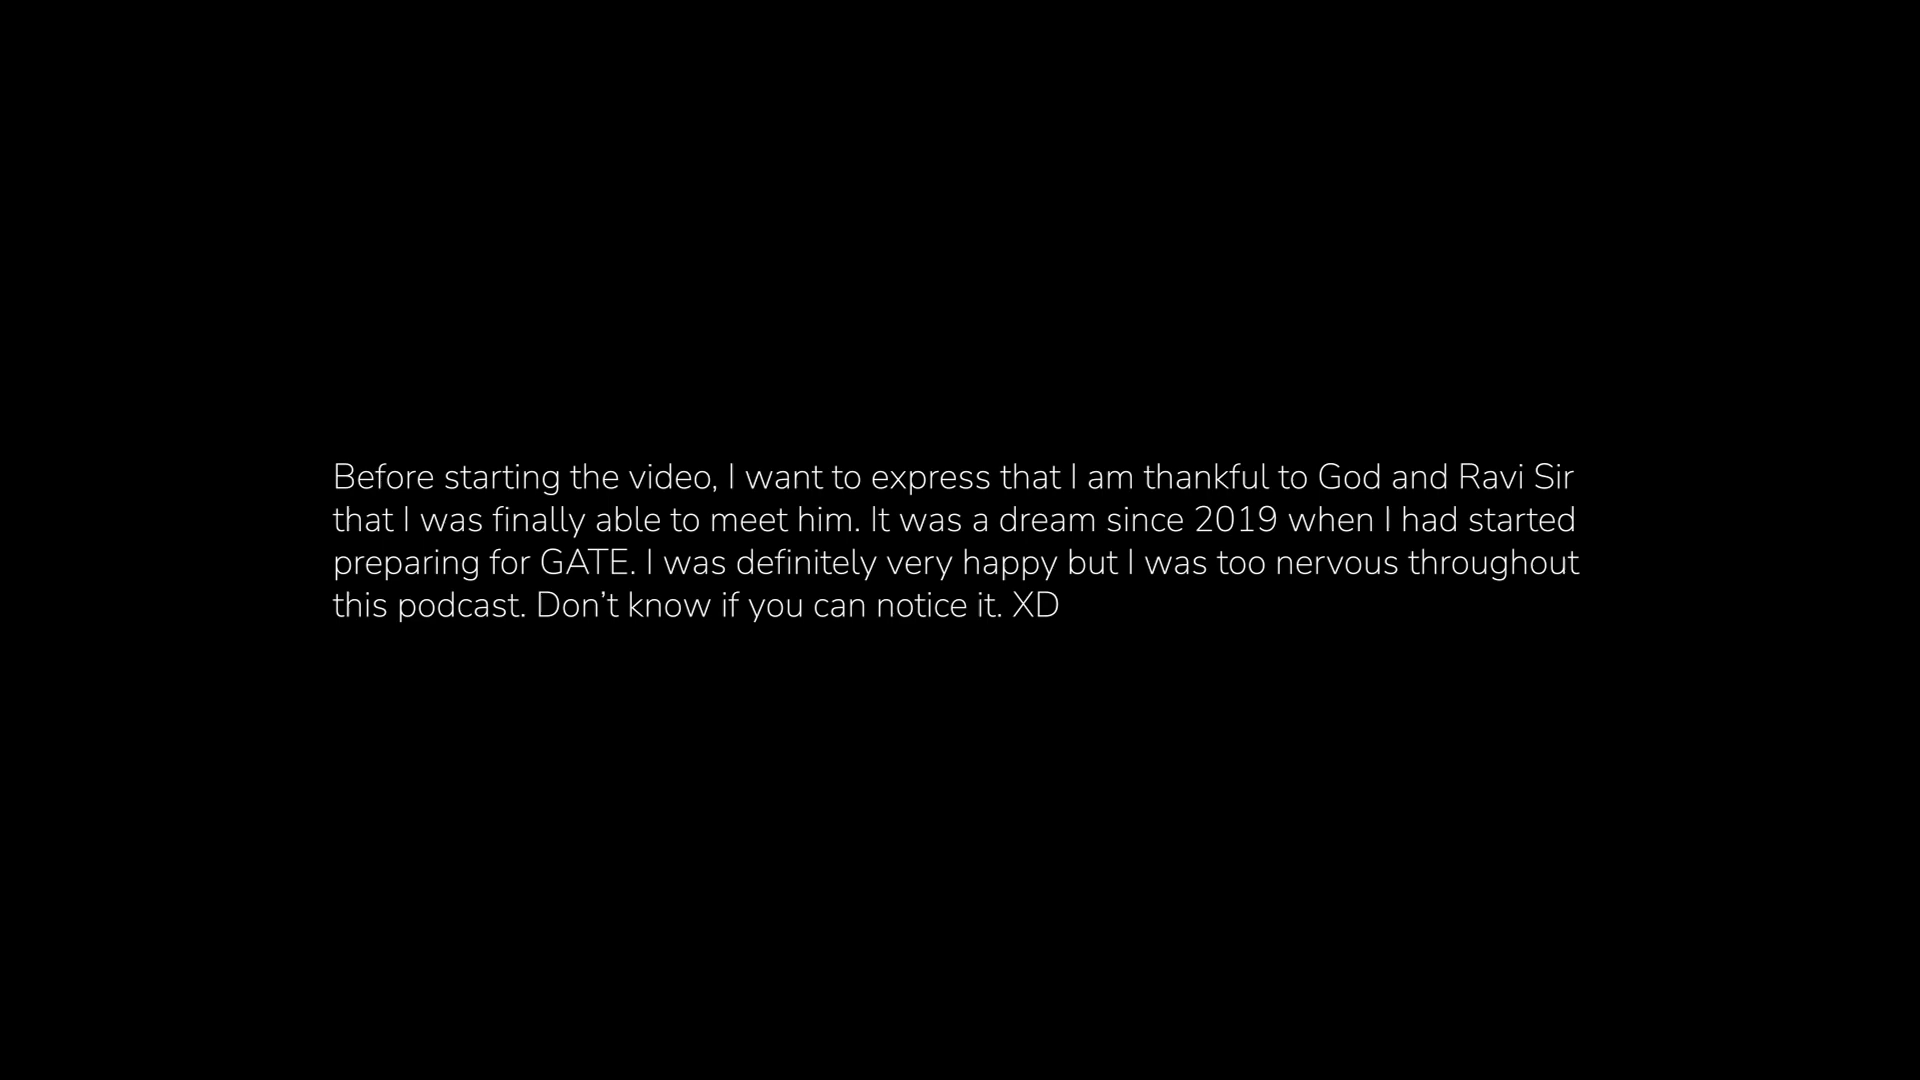 Before starting the video, I want to express that I am thankful to God and Ravi Sir
that I was finally able to meet him. It was a dream since 2019 when I had started
preparing for GATE. I was definitely very happy but I was too nervous throughout
this podcast. Don’t know if you can notice it. XD